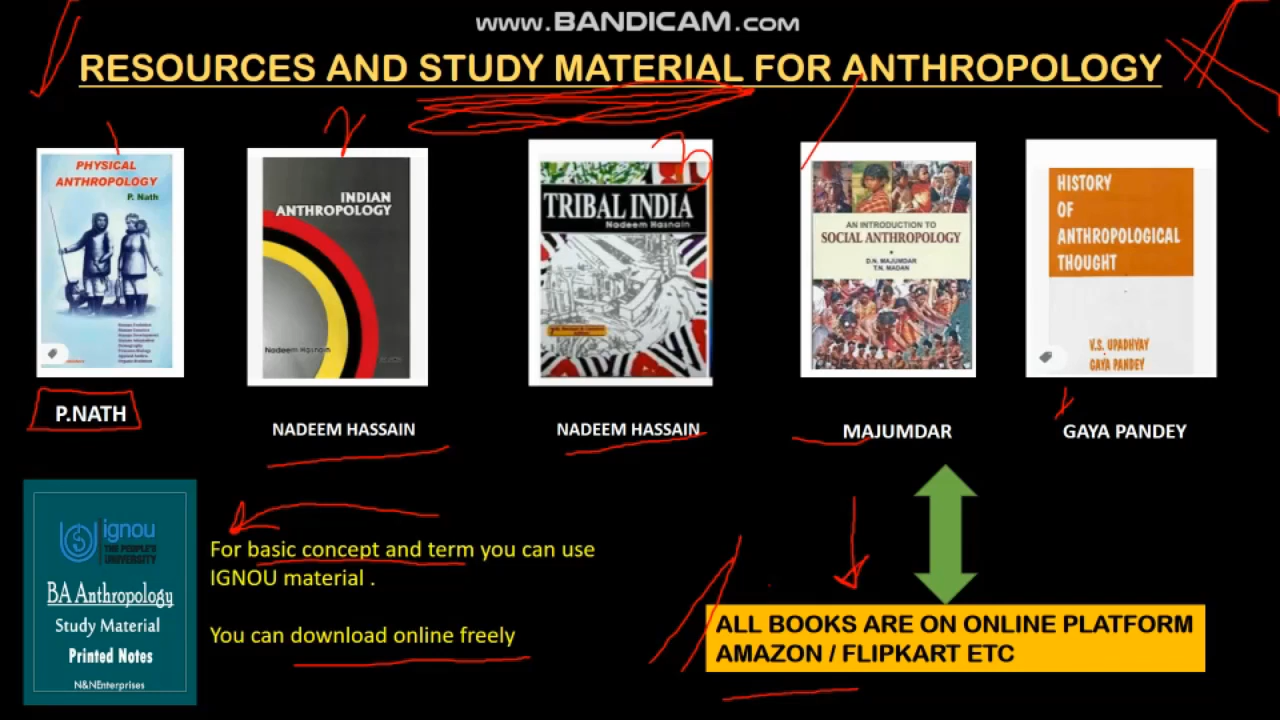 www.BANDICAM.com
RESOURCES AND STUDY MATERIAL FOR ANTHROPOLOGY
1
2
3
PHYSICAL
ANTHROPOLOGY
P. Nath
P.NATH
INDIAN
ANTHROPOLOGY
Nadeem Hasnain
NADEEM HASSAIN
TRIBAL INDIA
Nadeem Hasnain
NADEEM HASSAIN
AN INTRODUCTION TO
SOCIAL ANTHROPOLOGY
D.N. MAJUMDAR
T.N. MADAN
MAJUMDAR
HISTORY
OF
ANTHROPOLOGICAL
THOUGHT
V.S. UPADHYAY
GAYA PANDEY
GAYA PANDEY
ignou
THE PEOPLE'S
UNIVERSITY
BA Anthropology
Study Material
Printed Notes
N&NEnterprises
For basic concept and term you can use
IGNOU material .
You can download online freely
ALL BOOKS ARE ON ONLINE PLATFORM
AMAZON / FLIPKART ETC